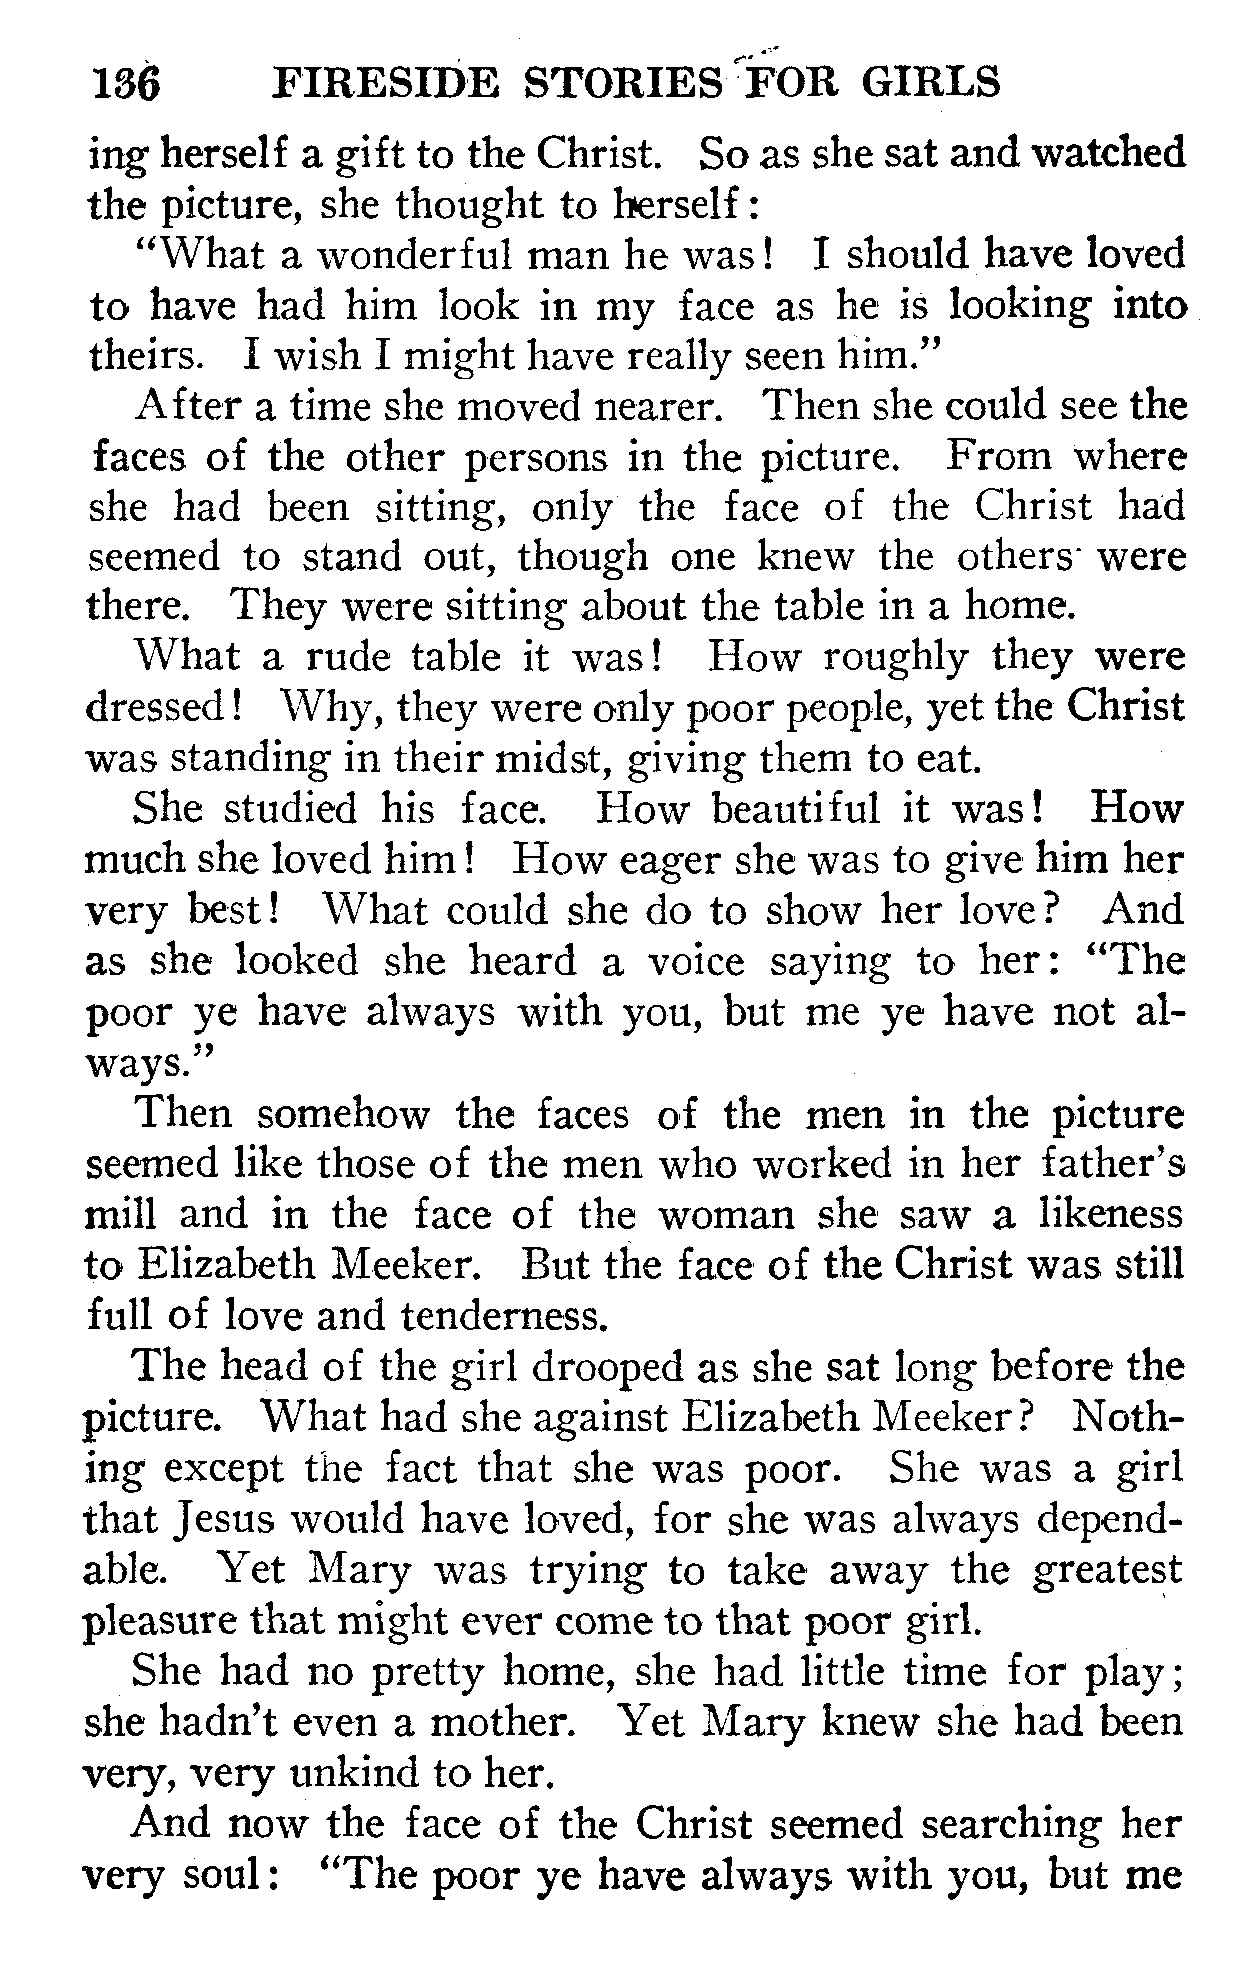 136 FIRESIDE STORIES FOR GIRLS
ing herself a gift to the Christ. So as she sat and watched
the picture, she thought to herself:
"What a wonderful man he was! I should have loved
to have had him look in my face as he is looking into
theirs. I wish I might have really seen him."
After a time she moved nearer. Then she could see the
faces of the other persons in the picture. From where
she had been sitting, only the face of the Christ had
seemed to stand out, though one knew the others were
there. They were sitting about the table in a home.
What a rude table it was! How roughly they were
dressed! Why, they were only poor people, yet the Christ
was standing in their midst, giving them to eat.
She studied his face. How beautiful it was! How
much she loved him! How eager she was to give him her
very best! What could she do to show her love? And
as she looked she heard a voice saying to her: "The
poor ye have always with you, but me ye have not al-
ways."
Then somehow the faces of the men in the picture
seemed like those of the men who worked in her father's
mill and in the face of the woman she saw a likeness
to Elizabeth Meeker. But the face of the Christ was still
full of love and tenderness.
The head of the girl drooped as she sat long before the
picture. What had she against Elizabeth Meeker? Noth-
ing except the fact that she was poor. She was a girl
that Jesus would have loved, for she was always depend-
able. Yet Mary was trying to take away the greatest
pleasure that might ever come to that poor girl.
She had no pretty home, she had little time for play;
she hadn't even a mother. Yet Mary knew she had been
very, very unkind to her.
And now the face of the Christ seemed searching her
very soul: "The poor ye have always with you, but me